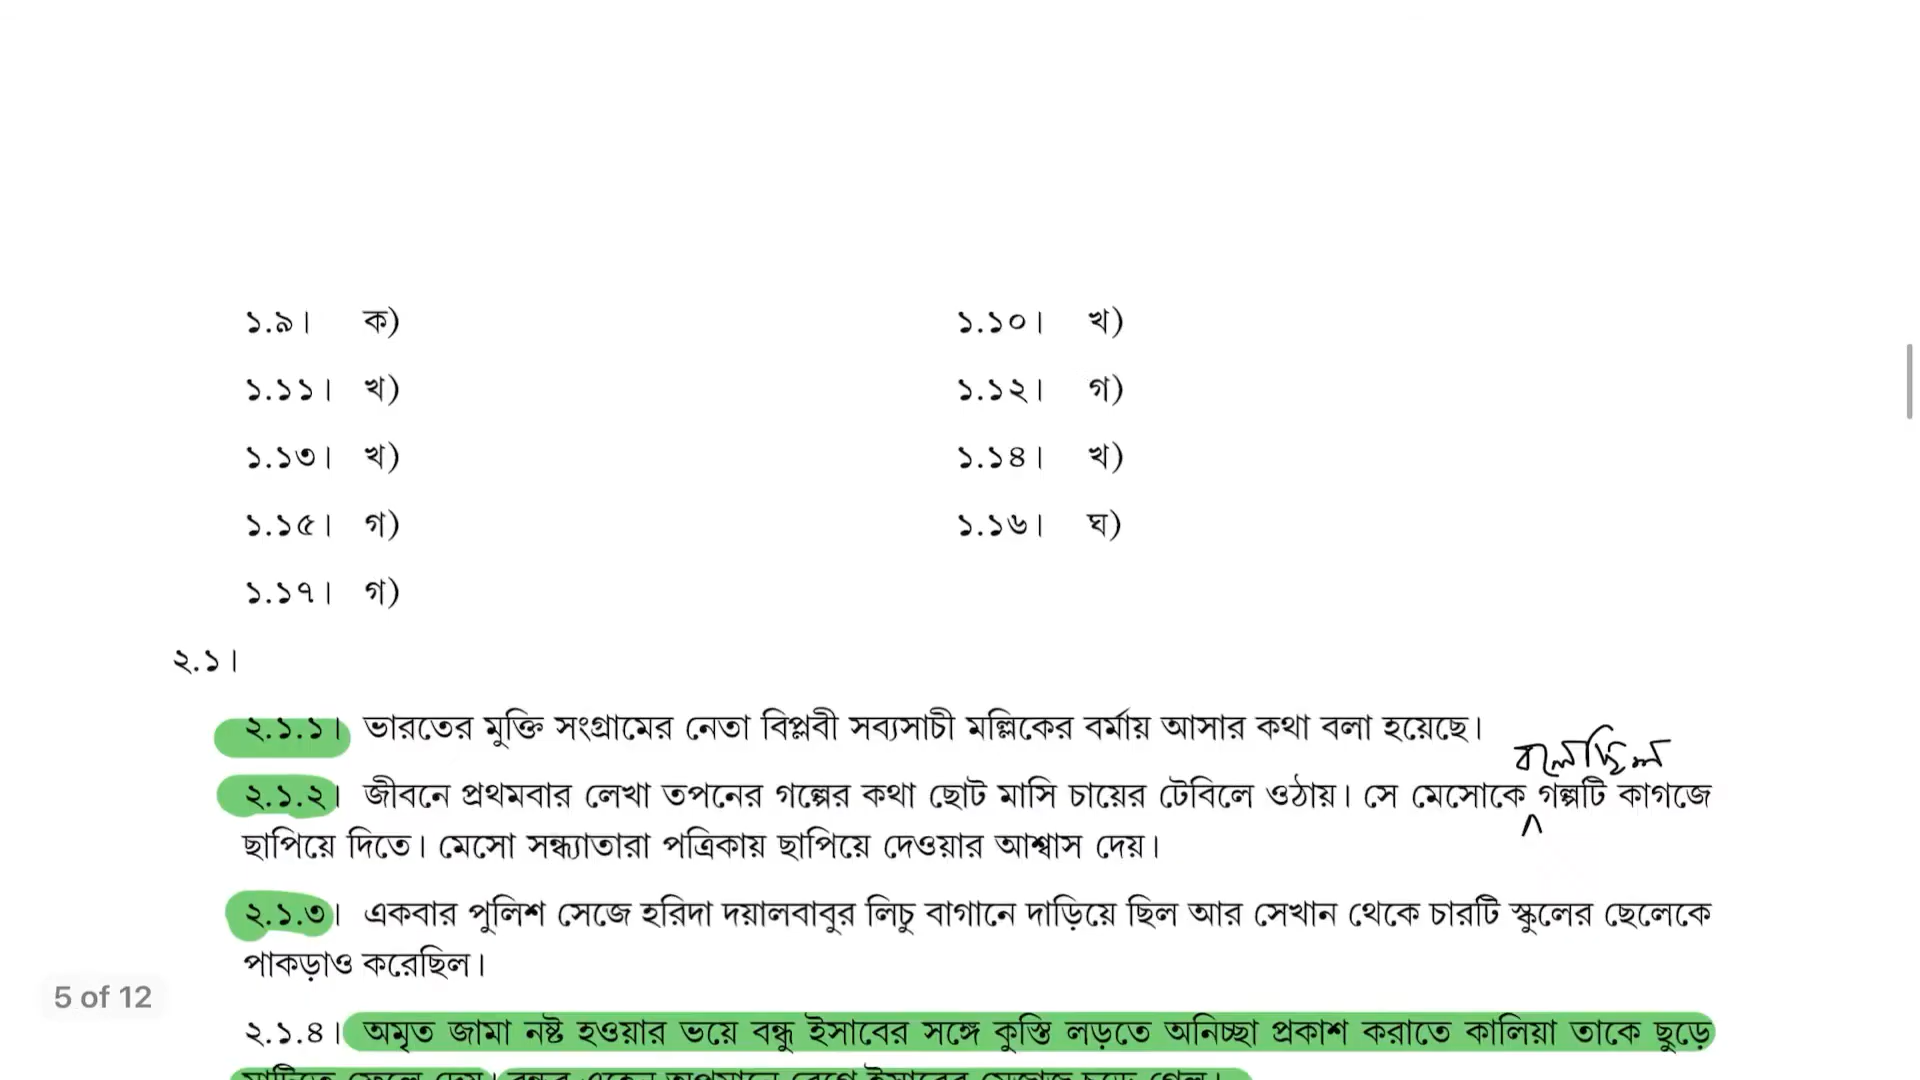 ১.৯। ক) ১.১০। খ)
১.১১। খ) ১.১২। গ)
১.১৩। খ) ১.১৪। খ)
১.১৫। গ) ১.১৬। ঘ)
১.১৭। গ)
২.১।
২.১.১। ভারতের মুক্তি সংগ্রামের নেতা বিপ্লবী সব্যসাচী মল্লিকের বর্মায় আসার কথা বলা হয়েছে।
বলেছিল
২.১.২। জীবনে প্রথমবার লেখা তপনের গল্পের কথা ছোট মাসি চায়ের টেবিলে ওঠায়। সে মেসোকে ^ গল্পটি কাগজে
ছাপিয়ে দিতে। মেসো সন্ধ্যাতারা পত্রিকায় ছাপিয়ে দেওয়ার আশ্বাস দেয়।
২.১.৩। একবার পুলিশ সেজে হরিদা দয়ালবাবুর লিচু বাগানে দাড়িয়ে ছিল আর সেখান থেকে চারটি স্কুলের ছেলেকে
পাকড়াও করেছিল।
5 of 12
২.১.৪। অমৃত জামা নষ্ট হওয়ার ভয়ে বন্ধু ইসাবের সঙ্গে কুস্তি লড়তে অনিচ্ছা প্রকাশ করাতে কালিয়া তাকে ছুড়ে